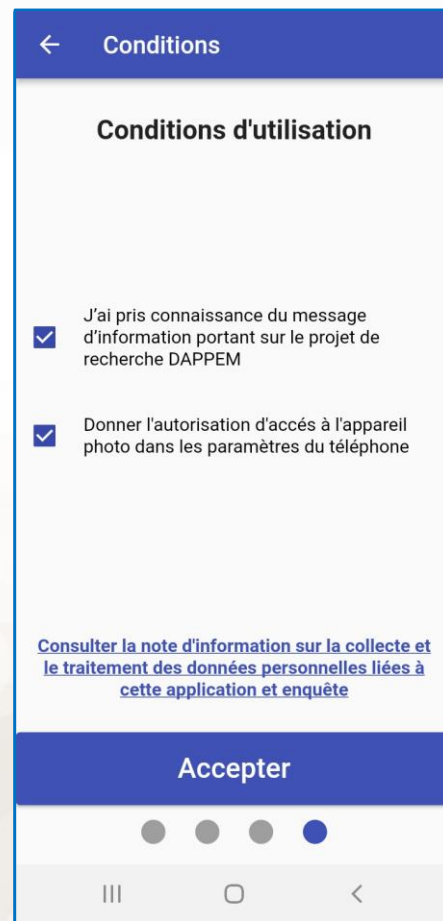 Conditions
Conditions d'utilisation
J'ai pris connaissance du message
d'information portant sur le projet de
recherche DAPPEM
Donner l'autorisation d'accés à l'appareil
photo dans les paramètres du téléphone
Consulter la note d'information sur la collecte et
le traitement des données personnelles liées à
cette application et enquête
Accepter